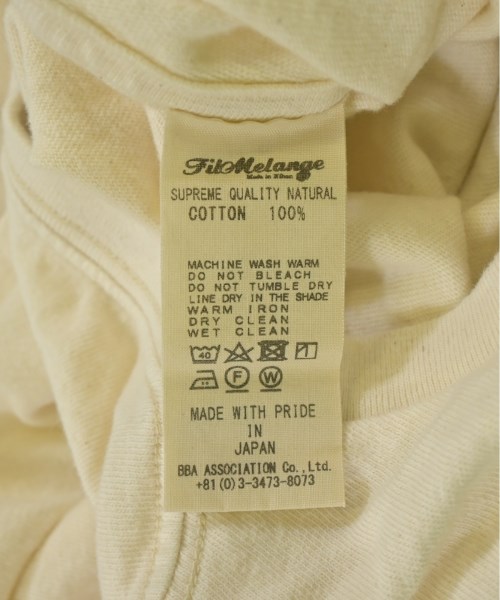 FilMelange
SUPREME QUALITY NATURAL
COTTON 100%
MACHINE WASH WARM
DO NOT BLEACH
DO NOT TUMBLE DRY
LINE DRY IN THE SHADE
WARM IRON
DRY CLEAN
WET CLEAN
40
F W
MADE WITH PRIDE
IN
JAPAN
BBA ASSOCIATION Co., Ltd.
+81(0)3-3473-8073